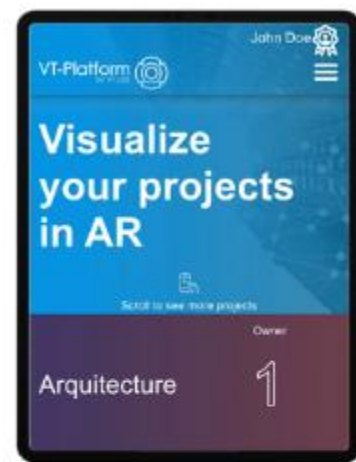 John Doe
VT-Platform
Visualize
your projects
in AR
Scroll to see more projects
Owner
Arquitecture
1